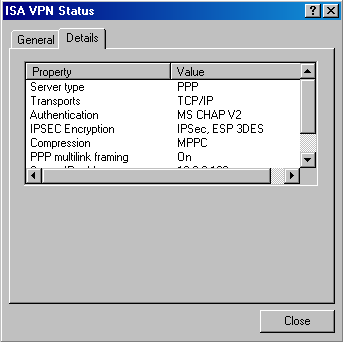 ISA VPN Status
General Details
Property Value
Server type PPP
Transports TCP/IP
Authentication MS CHAP V2
IPSEC Encryption IPSec, ESP 3DES
Compression MPPC
PPP multilink framing On
Close